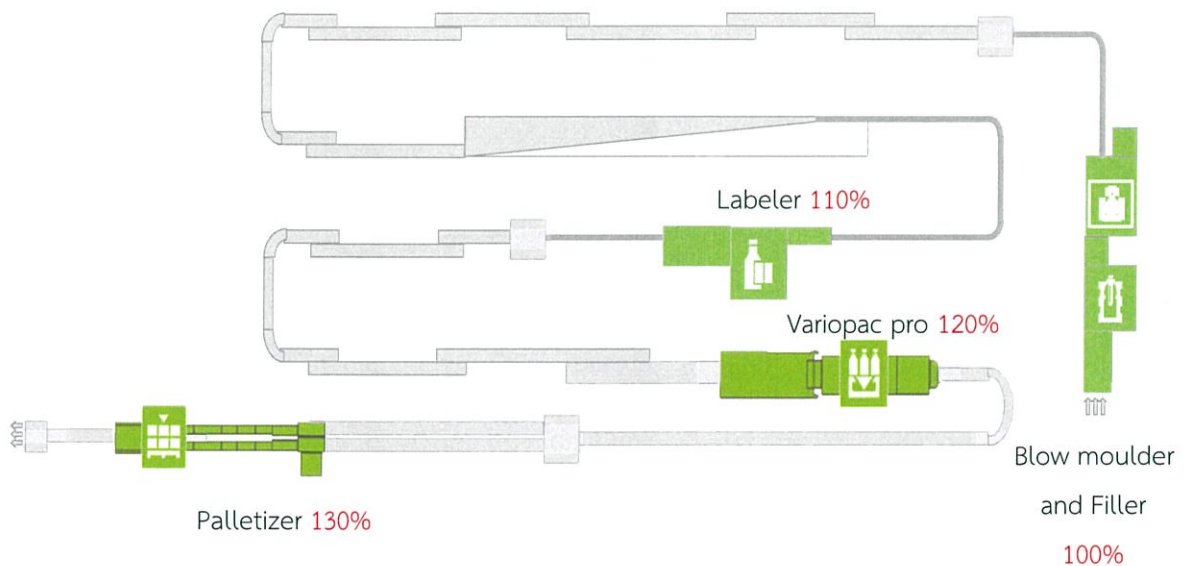 Labeler 110%
Variopac pro 120%
Blow moulder
and Filler
100%
Palletizer 130%